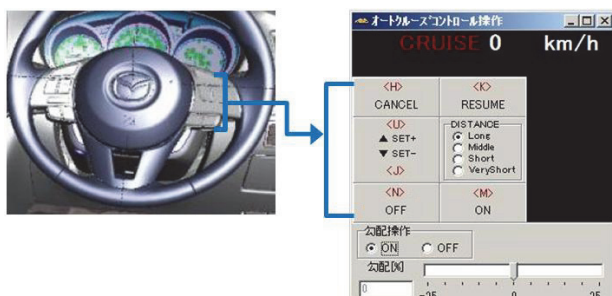 オートクルーズコントロール操作
CRUISE 0 km/h
<H> <K>
CANCEL RESUME
<U>
▲ SET+
▼ SET-
<J>
DISTANCE
Long
Middle
Short
VeryShort
<N> <M>
OFF ON
勾配操作
ON OFF
勾配[%]
0
-25 0 25